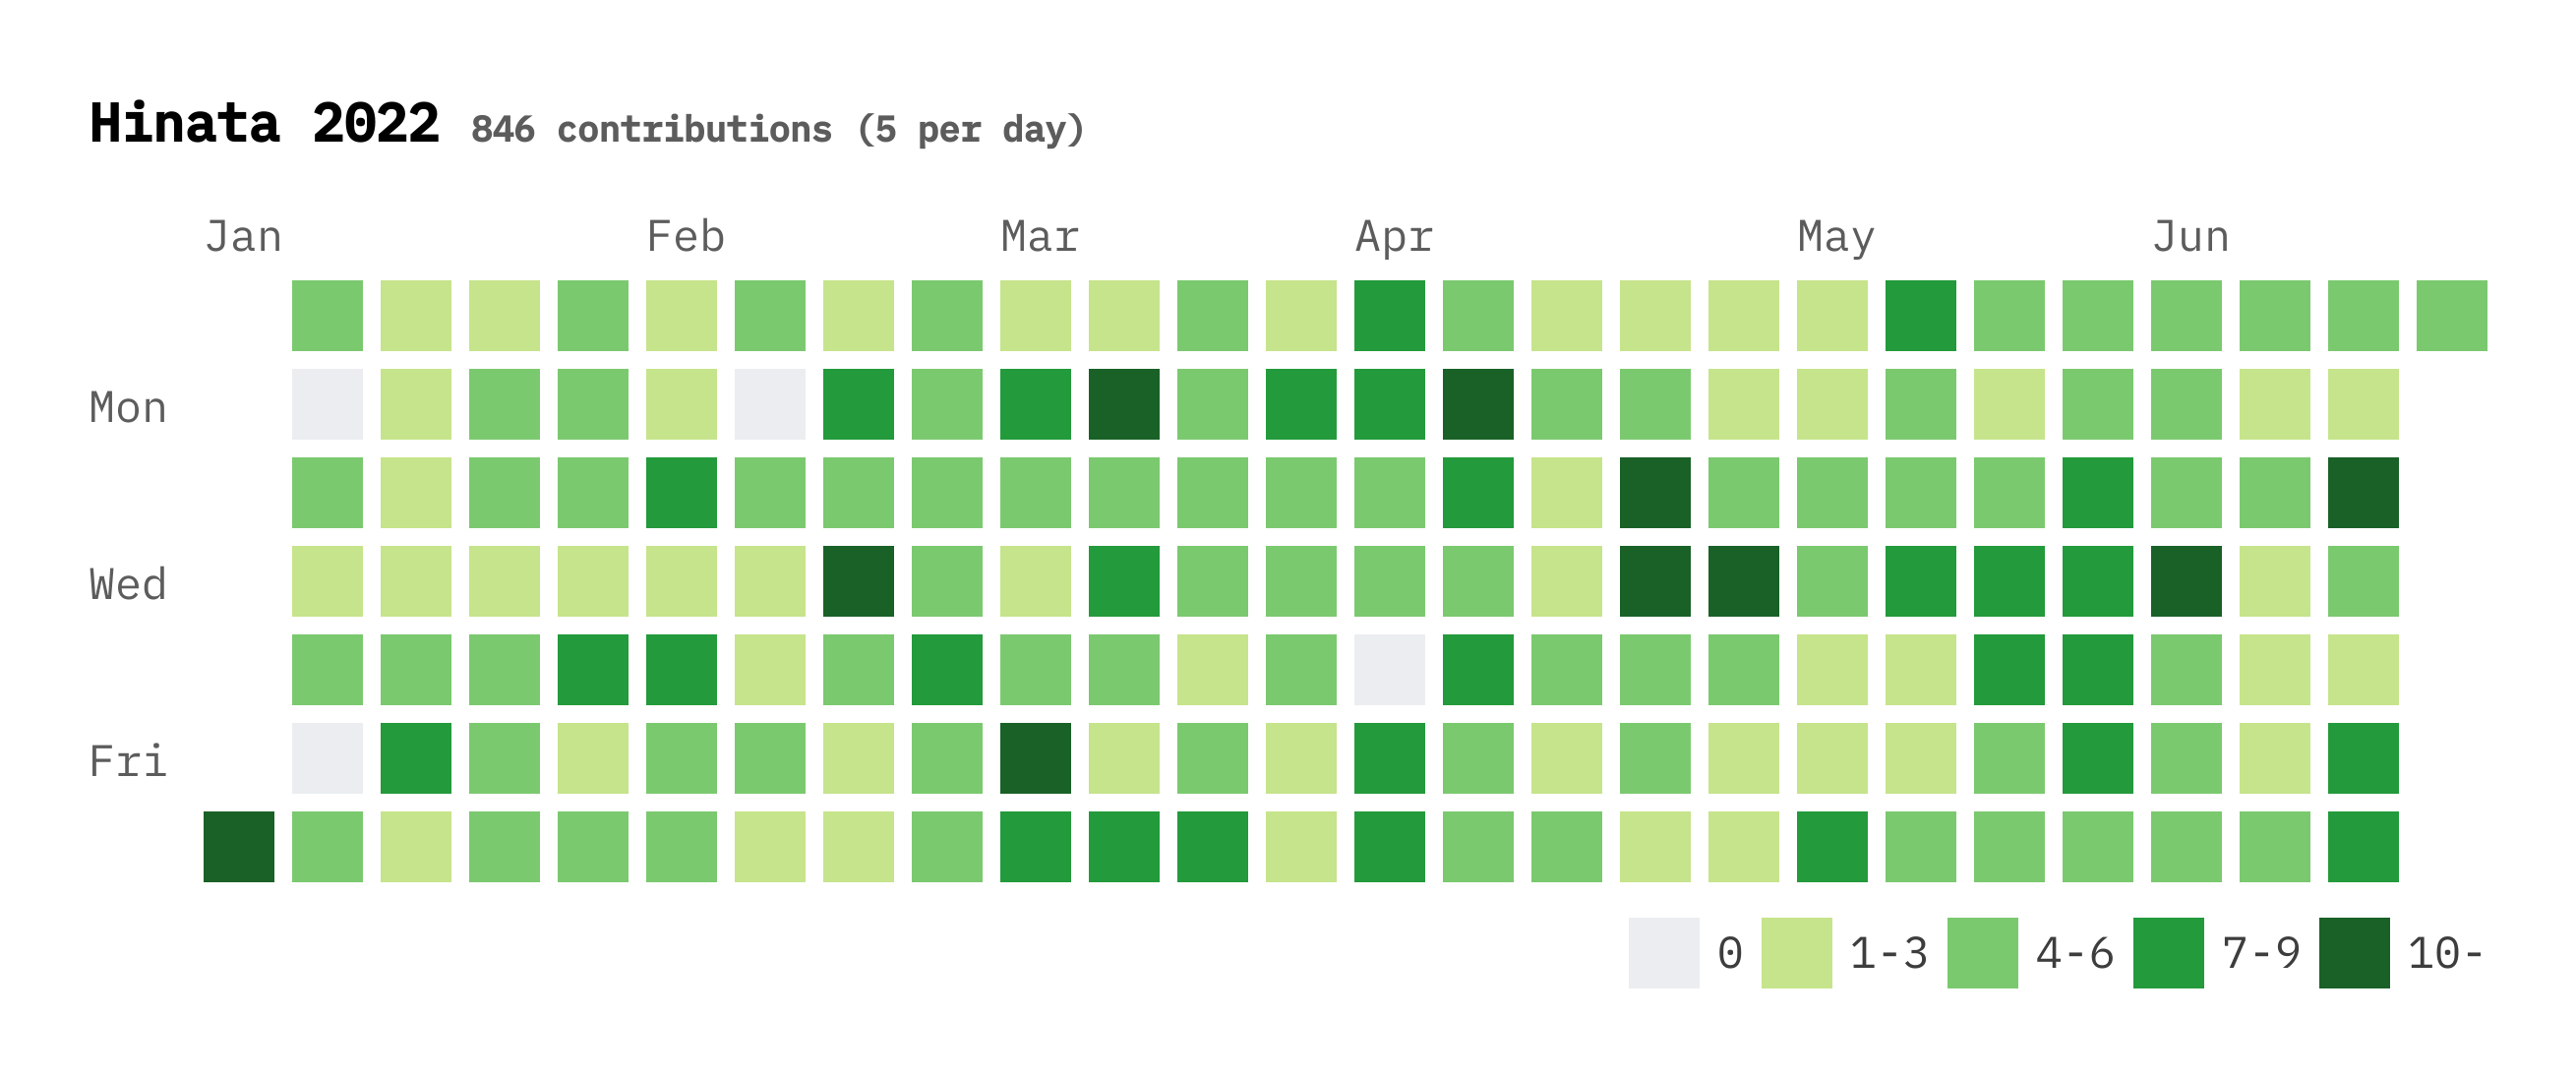 Hinata 2022 846 contributions (5 per day)
Jan Feb Mar Apr May Jun
Mon
Wed
Fri
0 1-3 4-6 7-9 10-